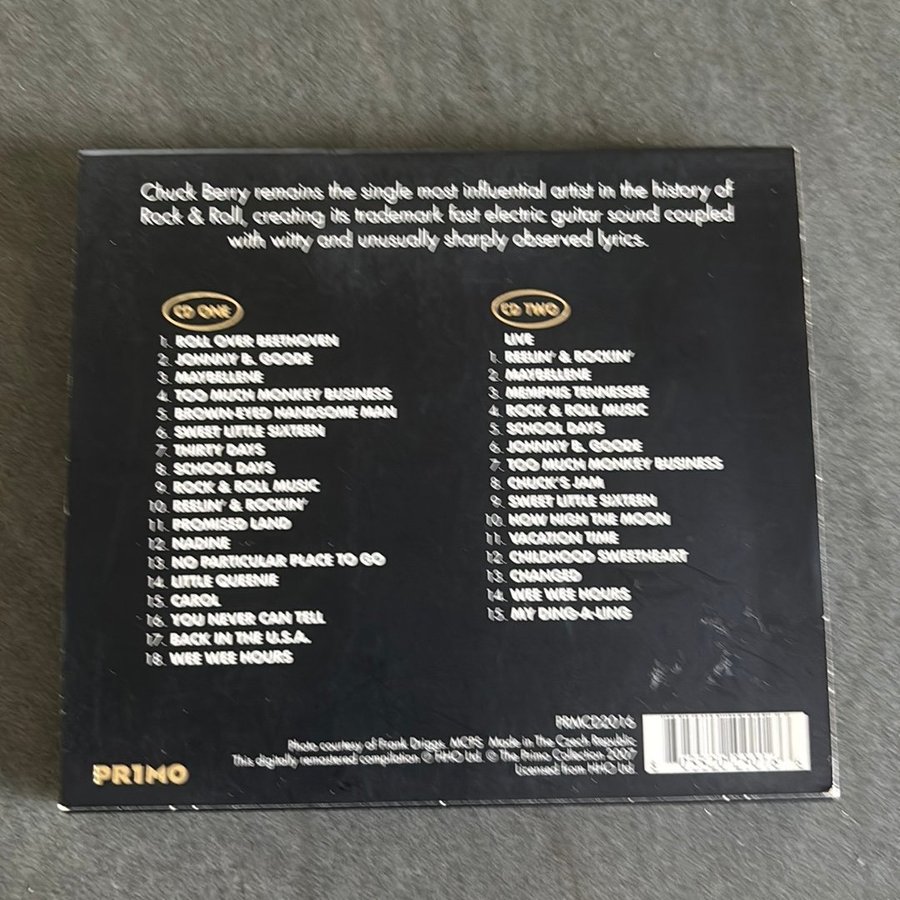 Chuck Berry remains the single most influential artist in the history of
Rock & Roll, creating its trademark fast electric guitar sound coupled
with witty and unusually sharply observed lyrics.
CD ONE
1. ROLL OVER BEETHOVEN
2. JOHNNY B. GOODE
3. MAYBELLENE
4. TOO MUCH MONKEY BUSINESS
5. BROWN-EYED HANDSOME MAN
6. SWEET LITTLE SIXTEEN
7. THIRTY DAYS
8. SCHOOL DAYS
9. ROCK & ROLL MUSIC
10. REELIN' & ROCKIN'
11. PROMISED LAND
12. NADINE
13. NO PARTICULAR PLACE TO GO
14. LITTLE QUEENIE
15. CAROL
16. YOU NEVER CAN TELL
17. BACK IN THE U.S.A.
18. WEE WEE HOURS
CD TWO
LIVE
1. REELIN' & ROCKIN'
2. MAYBELLENE
3. MEMPHIS TENNESSEE
4. ROCK & ROLL MUSIC
5. SCHOOL DAYS
6. JOHNNY B. GOODE
7. TOO MUCH MONKEY BUSINESS
8. CHUCK'S JAM
9. SWEET LITTLE SIXTEEN
10. HOW HIGH THE MOON
11. VACATION TIME
12. CHILDHOOD SWEETHEART
13. CHANGED
14. WEE WEE HOURS
15. MY DING-A-LING
PRMCD2016
Photo courtesy of Frank Driggs. MCPS. Made in The Czech Republic
This digitally remastered compilation ℗ HHO Ltd. © The Primo Collection 2007
Licensed from HHO Ltd.
PR1MO